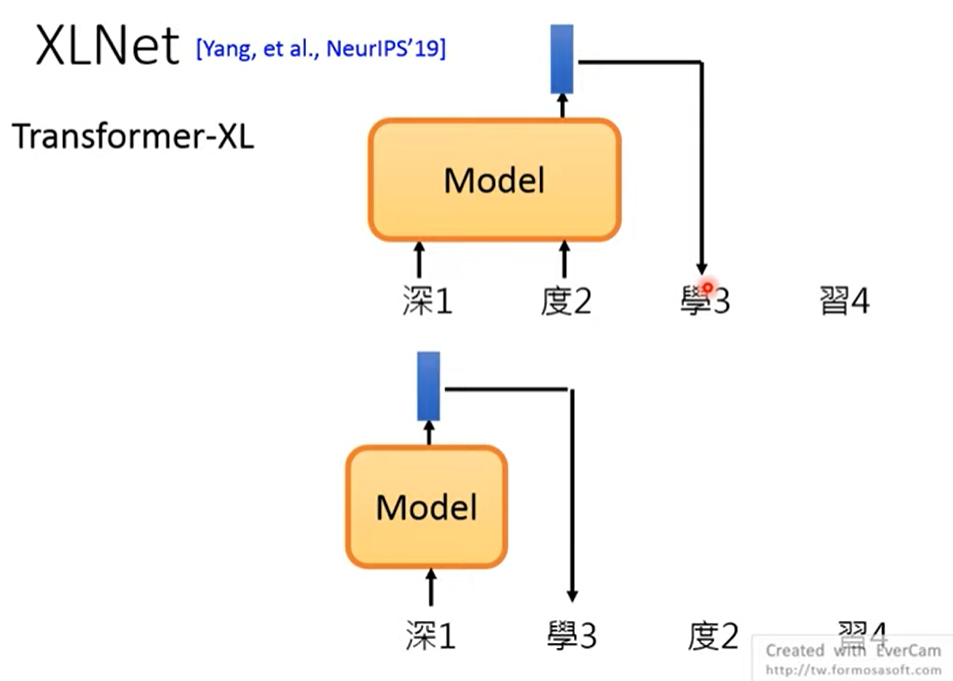 XLNet [Yang, et al., NeurIPS'19]
Transformer-XL
Model
深1 度2 學3 習4
Model
深1 學3 度2 習4
Created with EverCam
http://tw.formosasoft.com